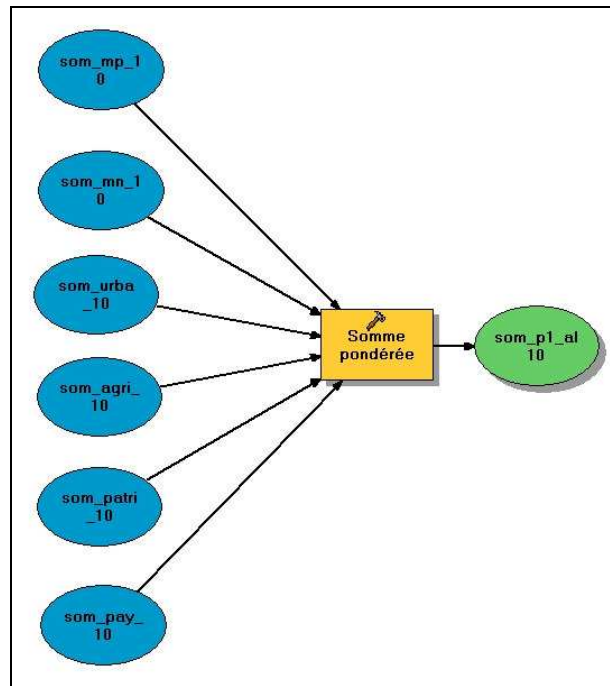 som_mp_1
0
som_mn_1
0
som_urba
_10
som_agri_
10
som_patri
_10
som_pay_
10
Somme
pondérée
som_p1_al
10